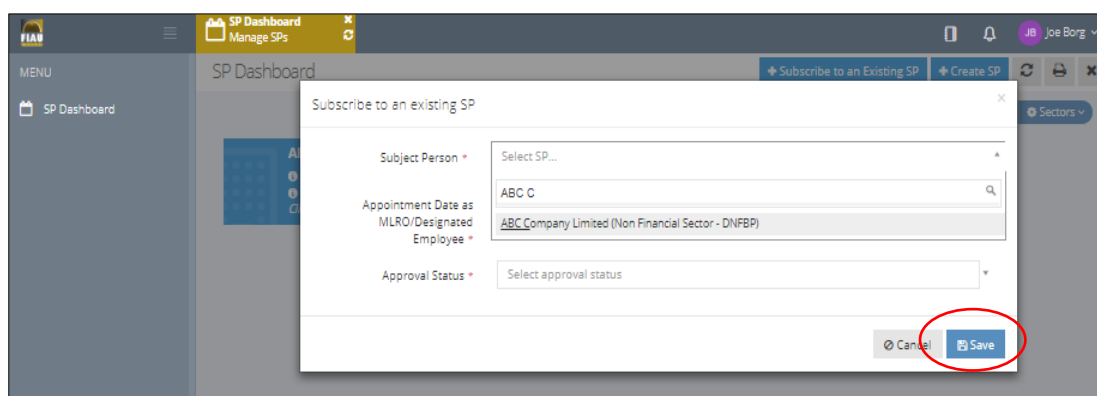 FIAU
SP Dashboard
Manage SPs
JB Joe Borg
MENU
SP Dashboard
+ Subscribe to an Existing SP
+ Create SP
SP Dashboard
Sectors
Subscribe to an existing SP
Subject Person *
Select SP...
ABC C
ABC Company Limited (Non Financial Sector - DNFBP)
Appointment Date as
MLRO/Designated
Employee *
Approval Status *
Select approval status
Cancel
Save